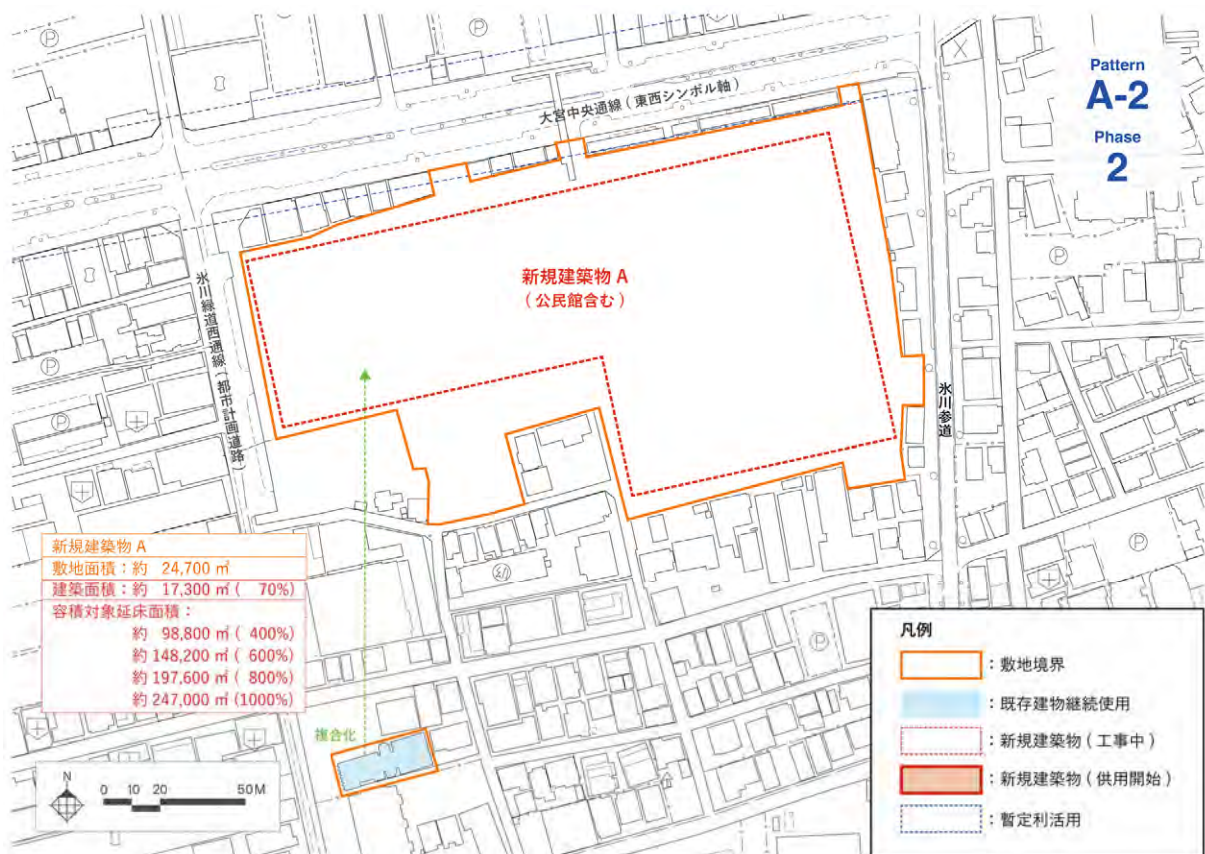 Pattern
A-2
Phase
2
大宮中央通線（東西シンボル軸）
新規建築物 A
（公民館含む）
氷川緑道西通線（都市計画道路）
氷川参道
P
P
P
P
P
P
P
幼
新規建築物 A
敷地面積：約 24,700 ㎡
建築面積：約 17,300 ㎡ ( 70%)
容積対象延床面積：
約 98,800 ㎡ ( 400%)
約 148,200 ㎡ ( 600%)
約 197,600 ㎡ ( 800%)
約 247,000 ㎡ (1000%)
複合化
N
0 10 20 50M
凡例
：敷地境界
：既存建物継続使用
：新規建築物（工事中）
：新規建築物（供用開始）
：暫定利活用